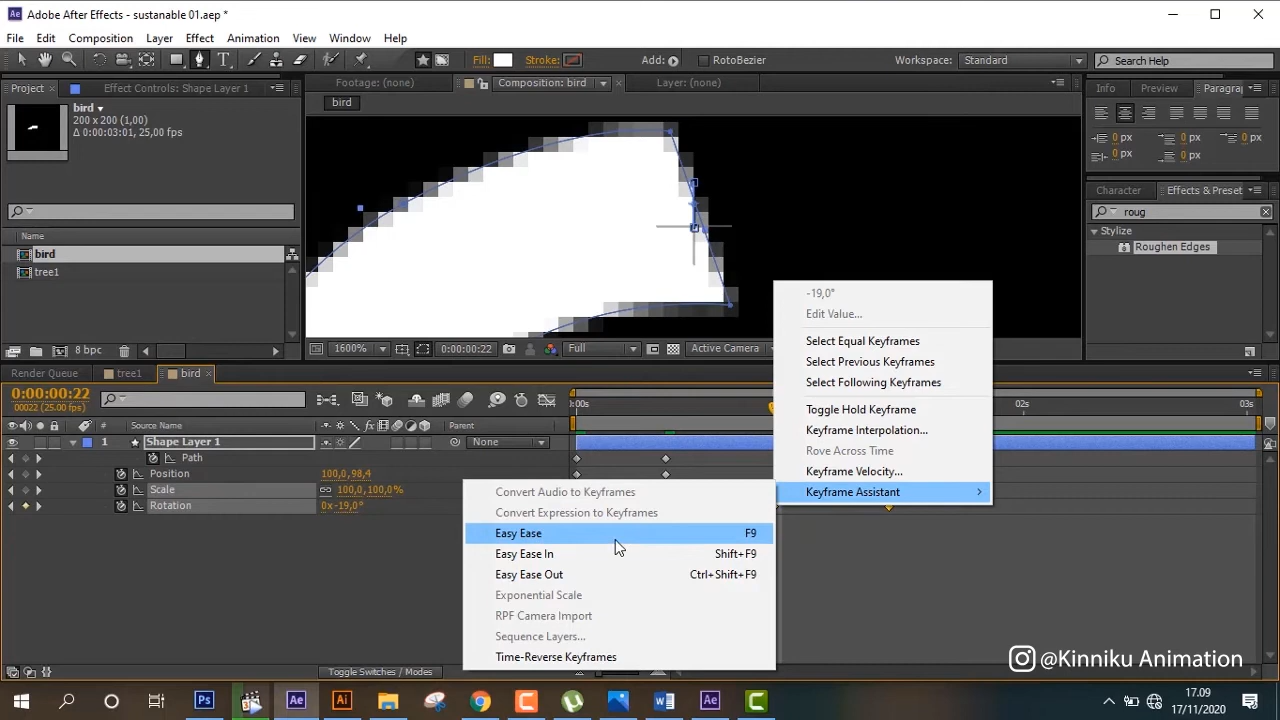 Adobe After Effects - sustanable 01.aep *
File Edit Composition Layer Effect Animation View Window Help
Fill: Stroke: Add: RotoBezier Workspace: Standard Search Help
Project Effect Controls: Shape Layer 1 Footage: (none) Composition: bird Layer: (none) Info Preview Paragra
bird
200 x 200 (1,00)
Δ 0:00:03:01, 25,00 fps
bird
0 px 0 px 0 px
0 px 0 px
Character Effects & Preset
roug
Stylize
Roughen Edges
Name
bird
tree1
8 bpc
1600% 0:00:00:22 Full Active Camera
-19,0°
Edit Value...
Select Equal Keyframes
Select Previous Keyframes
Select Following Keyframes
Toggle Hold Keyframe
Keyframe Interpolation...
Rove Across Time
Keyframe Velocity...
Keyframe Assistant
Render Queue tree1 bird
0:00:00:22
00022 (25.00 fps)
:00s 02s 03s
# Source Name Parent
1 Shape Layer 1 None
Path
Position 100,0,98,4
Scale 100,0,100,0%
Rotation 0x-19,0°
Convert Audio to Keyframes
Convert Expression to Keyframes
Easy Ease F9
Easy Ease In Shift+F9
Easy Ease Out Ctrl+Shift+F9
Exponential Scale
RPF Camera Import
Sequence Layers...
Time-Reverse Keyframes
Toggle Switches / Modes
@Kinniku Animation
17.09
17/11/2020